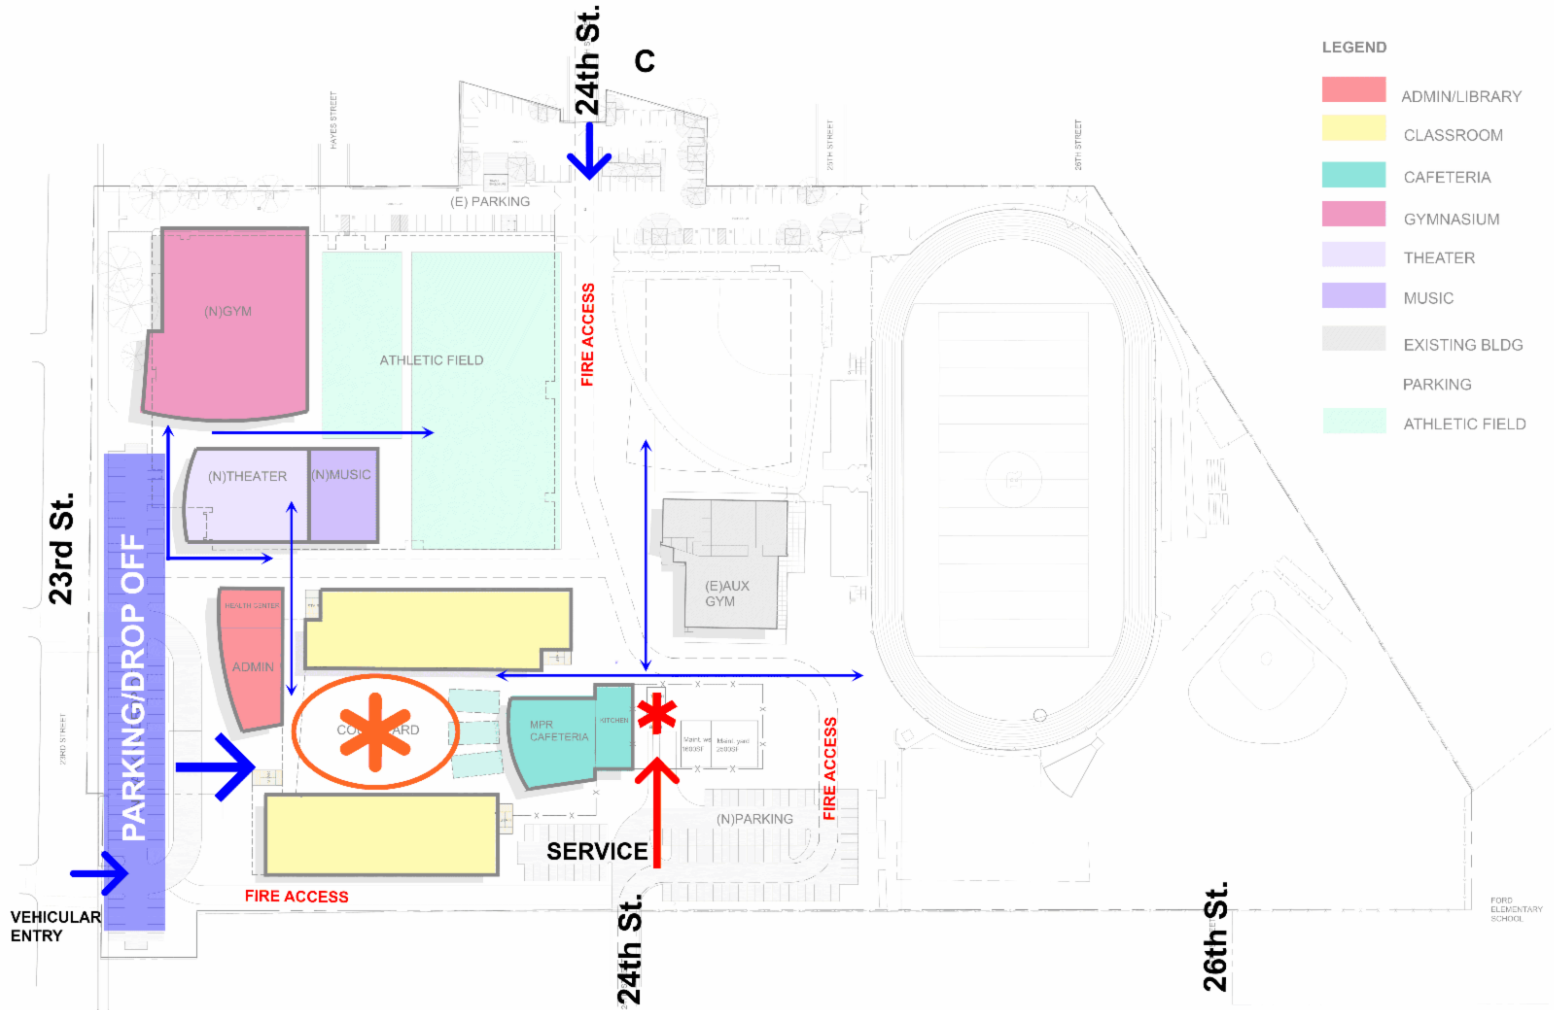 24th St.
C
LEGEND
ADMIN/LIBRARY
CLASSROOM
CAFETERIA
GYMNASIUM
THEATER
MUSIC
EXISTING BLDG
PARKING
ATHLETIC FIELD
HAYES STREET
25TH STREET
26TH STREET
(E) PARKING
(N)GYM
ATHLETIC FIELD
FIRE ACCESS
(N)THEATER
(N)MUSIC
23rd St.
PARKING/DROP OFF
(E)AUX
GYM
HEALTH CENTER
ADMIN
MPR
CAFETERIA
KITCHEN
23RD STREET
FIRE ACCESS
(N)PARKING
SERVICE
FIRE ACCESS
VEHICULAR
ENTRY
24th St.
26th St.
FORD
ELEMENTARY
SCHOOL